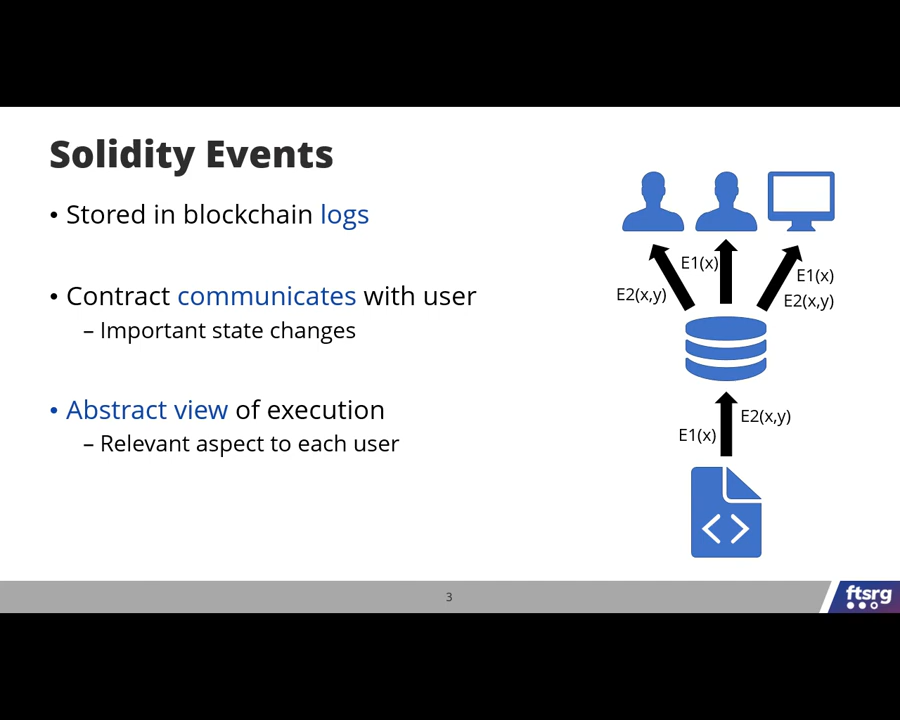 Solidity Events
• Stored in blockchain logs
• Contract communicates with user
– Important state changes
• Abstract view of execution
– Relevant aspect to each user
E1(x)
E2(x,y)
E1(x)
E2(x,y)
E2(x,y)
E1(x)
3
ftsrg